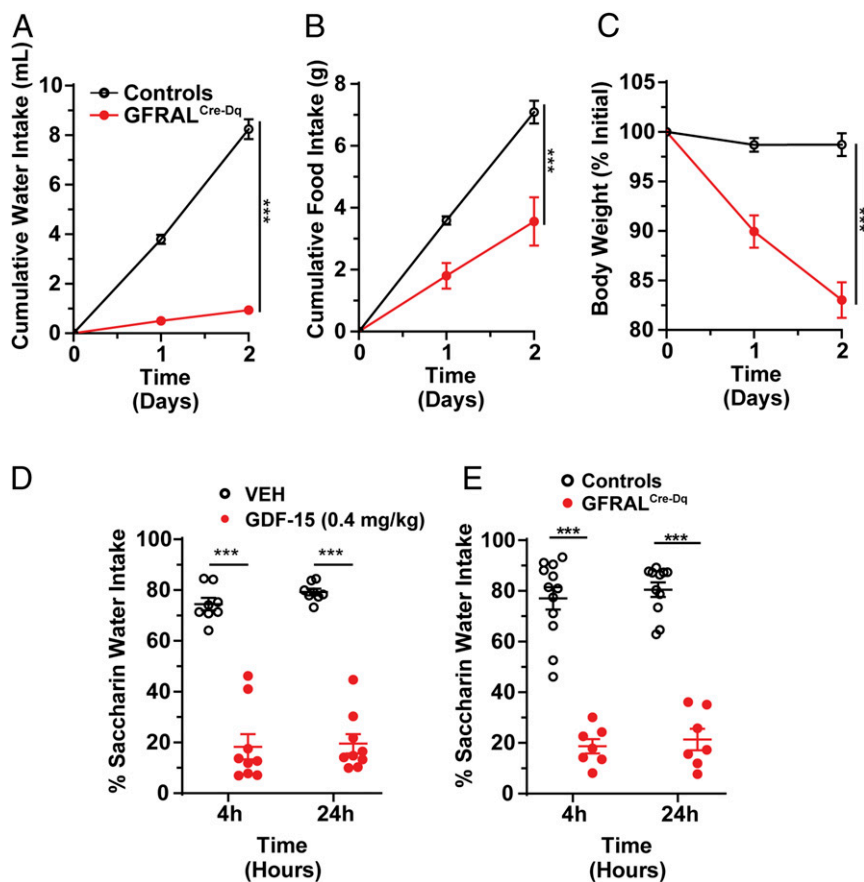 A
Cumulative Water Intake (mL)
10
8
6
4
2
0
Controls
GFRAL^Cre-Dq
***
0
1
2
Time
(Days)
B
Cumulative Food Intake (g)
8
6
4
2
0
***
0
1
2
Time
(Days)
C
Body Weight (% Initial)
105
100
95
90
85
80
***
0
1
2
Time
(Days)
D
VEH
GDF-15 (0.4 mg/kg)
% Saccharin Water Intake
100
80
60
40
20
0
***
***
4h
24h
Time
(Hours)
E
Controls
GFRAL^Cre-Dq
% Saccharin Water Intake
100
80
60
40
20
0
***
***
4h
24h
Time
(Hours)